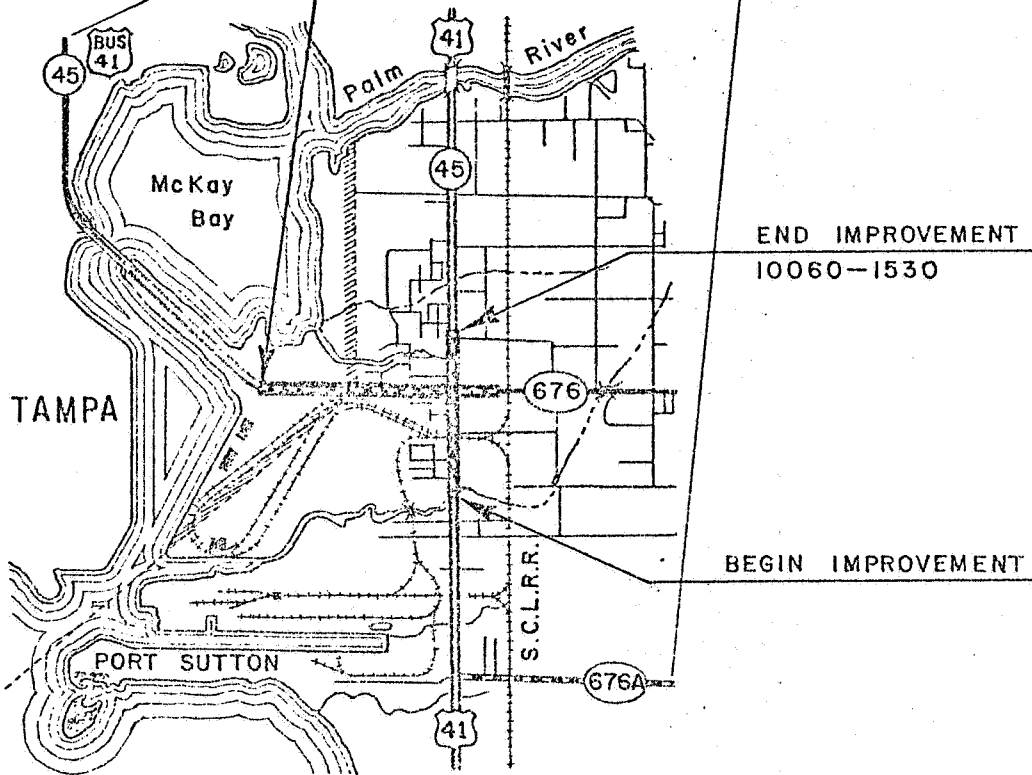 BUS
41
45
41
Palm River
45
McKay
Bay
END IMPROVEMENT
10060-1530
TAMPA
676
BEGIN IMPROVEMENT
S.C.L.R.R.
PORT SUTTON
676A
41